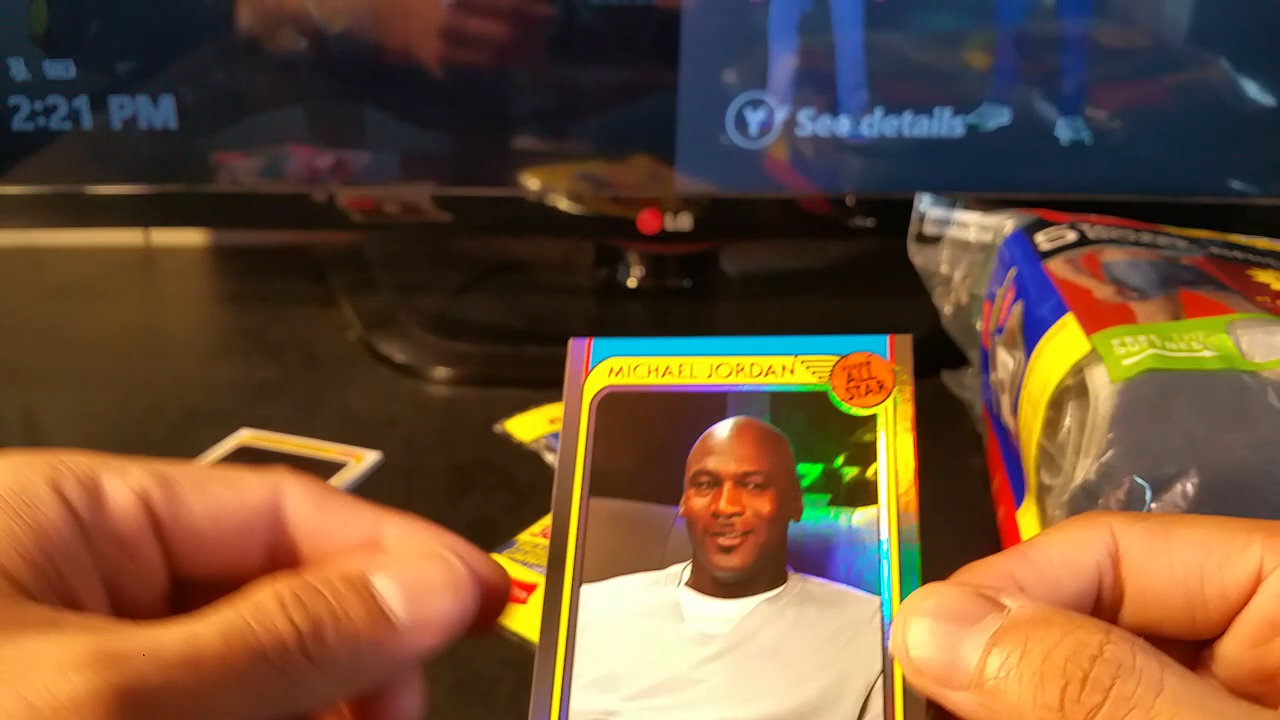 2:21 PM
Y See details
LG
MICHAEL JORDAN
ALL
STAR